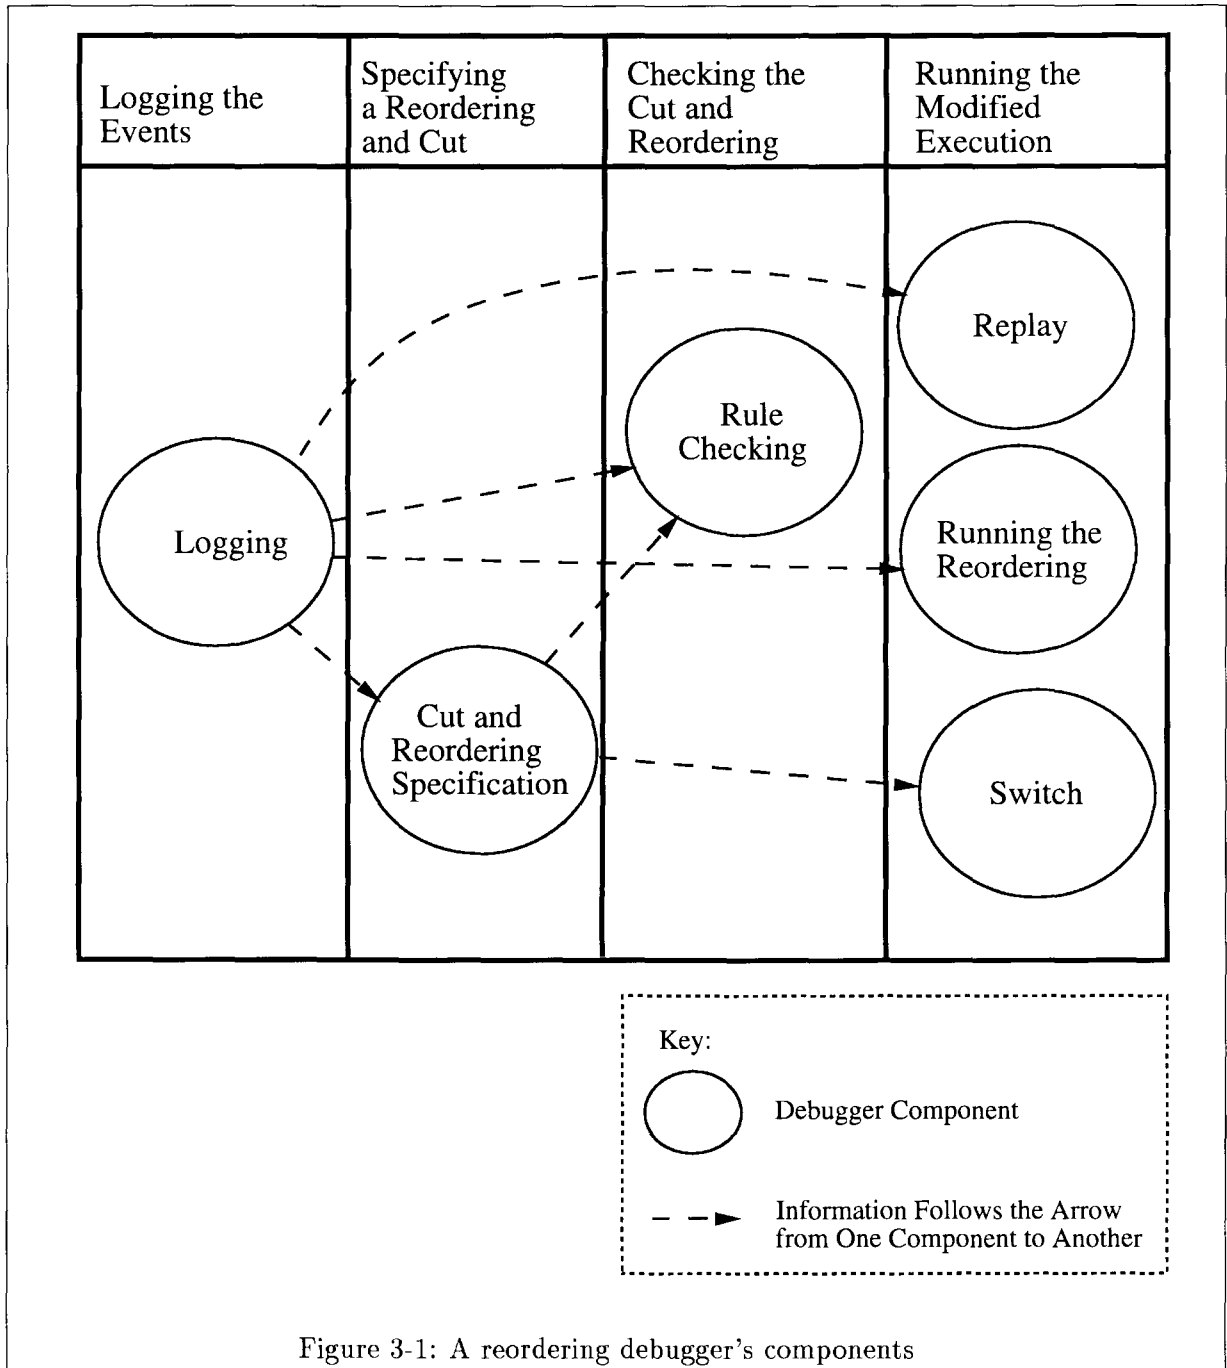 Logging the
Events
Specifying
a Reordering
and Cut
Checking the
Cut and
Reordering
Running the
Modified
Execution
Replay
Rule
Checking
Logging
Running the
Reordering
Cut and
Reordering
Specification
Switch
Key:
Debugger Component
Information Follows the Arrow
from One Component to Another
Figure 3-1: A reordering debugger's components